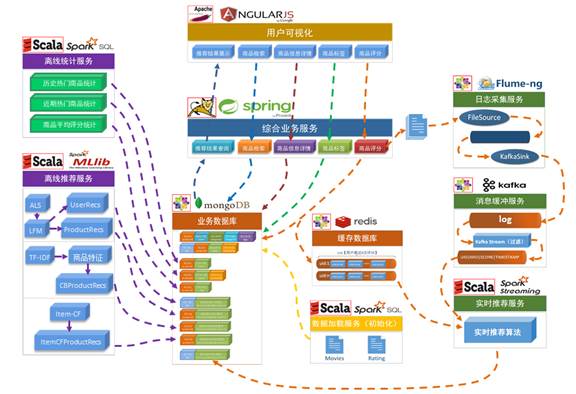 Apache
ANGULARJS
by Google
用户可视化
推荐结果展示
商品检索
商品信息详情
商品标签
商品评分
Scala
Spark SQL
离线统计服务
历史热门商品统计
近期热门商品统计
商品平均评分统计
spring
综合业务服务
推荐结果查询
商品检索
商品信息详情
商品标签
商品评分
Flume-ng
日志采集服务
FileSource
KafkaSink
Scala
Spark
MLlib
离线推荐服务
ALS
UserRecs
LFM
ProductRecs
TF-IDF
商品特征
CBProductRecs
Item-CF
ItemCFProductRecs
mongoDB
业务数据库
redis
缓存数据库
kafka
消息缓冲服务
log
Kafka Stream（过滤）
Scala
Spark SQL
数据加载服务（初始化）
Movies
Rating
Scala
Spark
Streaming
实时推荐服务
实时推荐算法